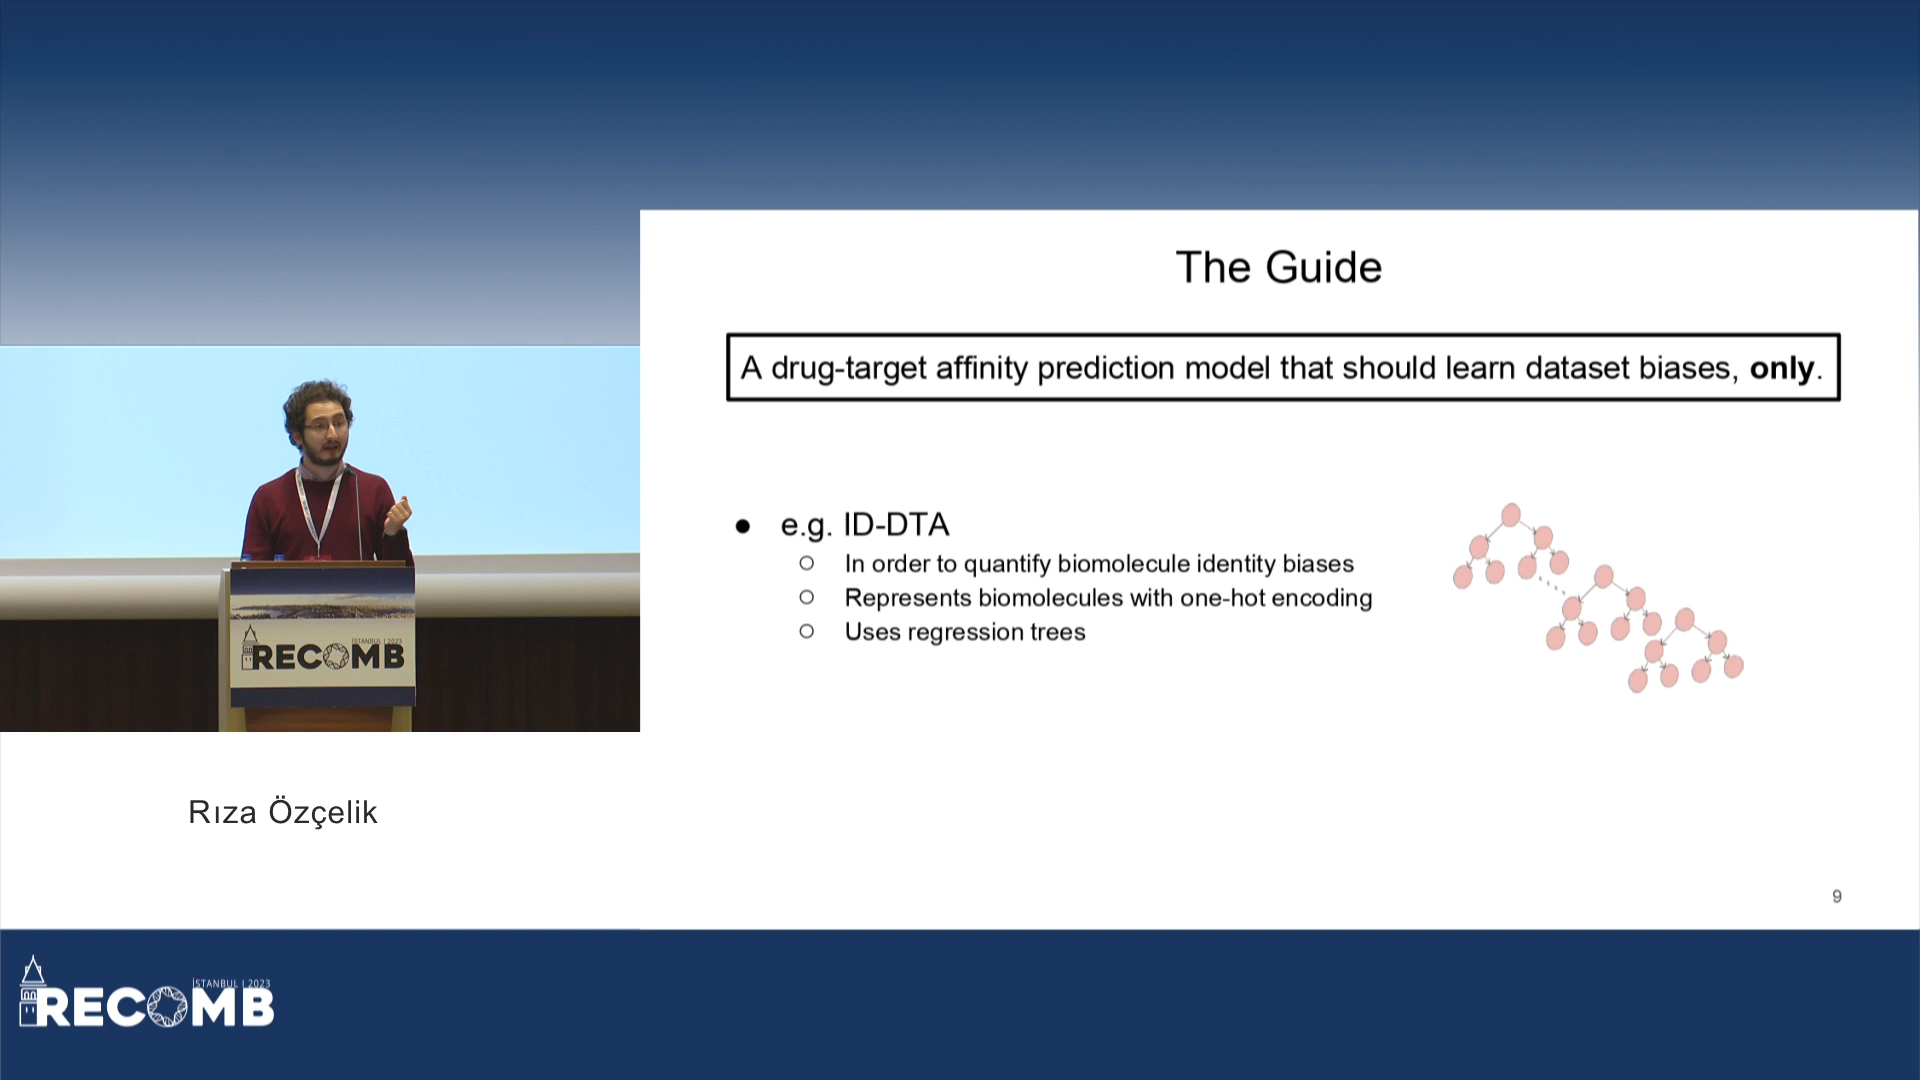 The Guide
A drug-target affinity prediction model that should learn dataset biases, only.
● e.g. ID-DTA
○ In order to quantify biomolecule identity biases
○ Represents biomolecules with one-hot encoding
○ Uses regression trees
9
İSTANBUL | 2023
RECOMB
Rıza Özçelik
İSTANBUL | 2023
RECOMB